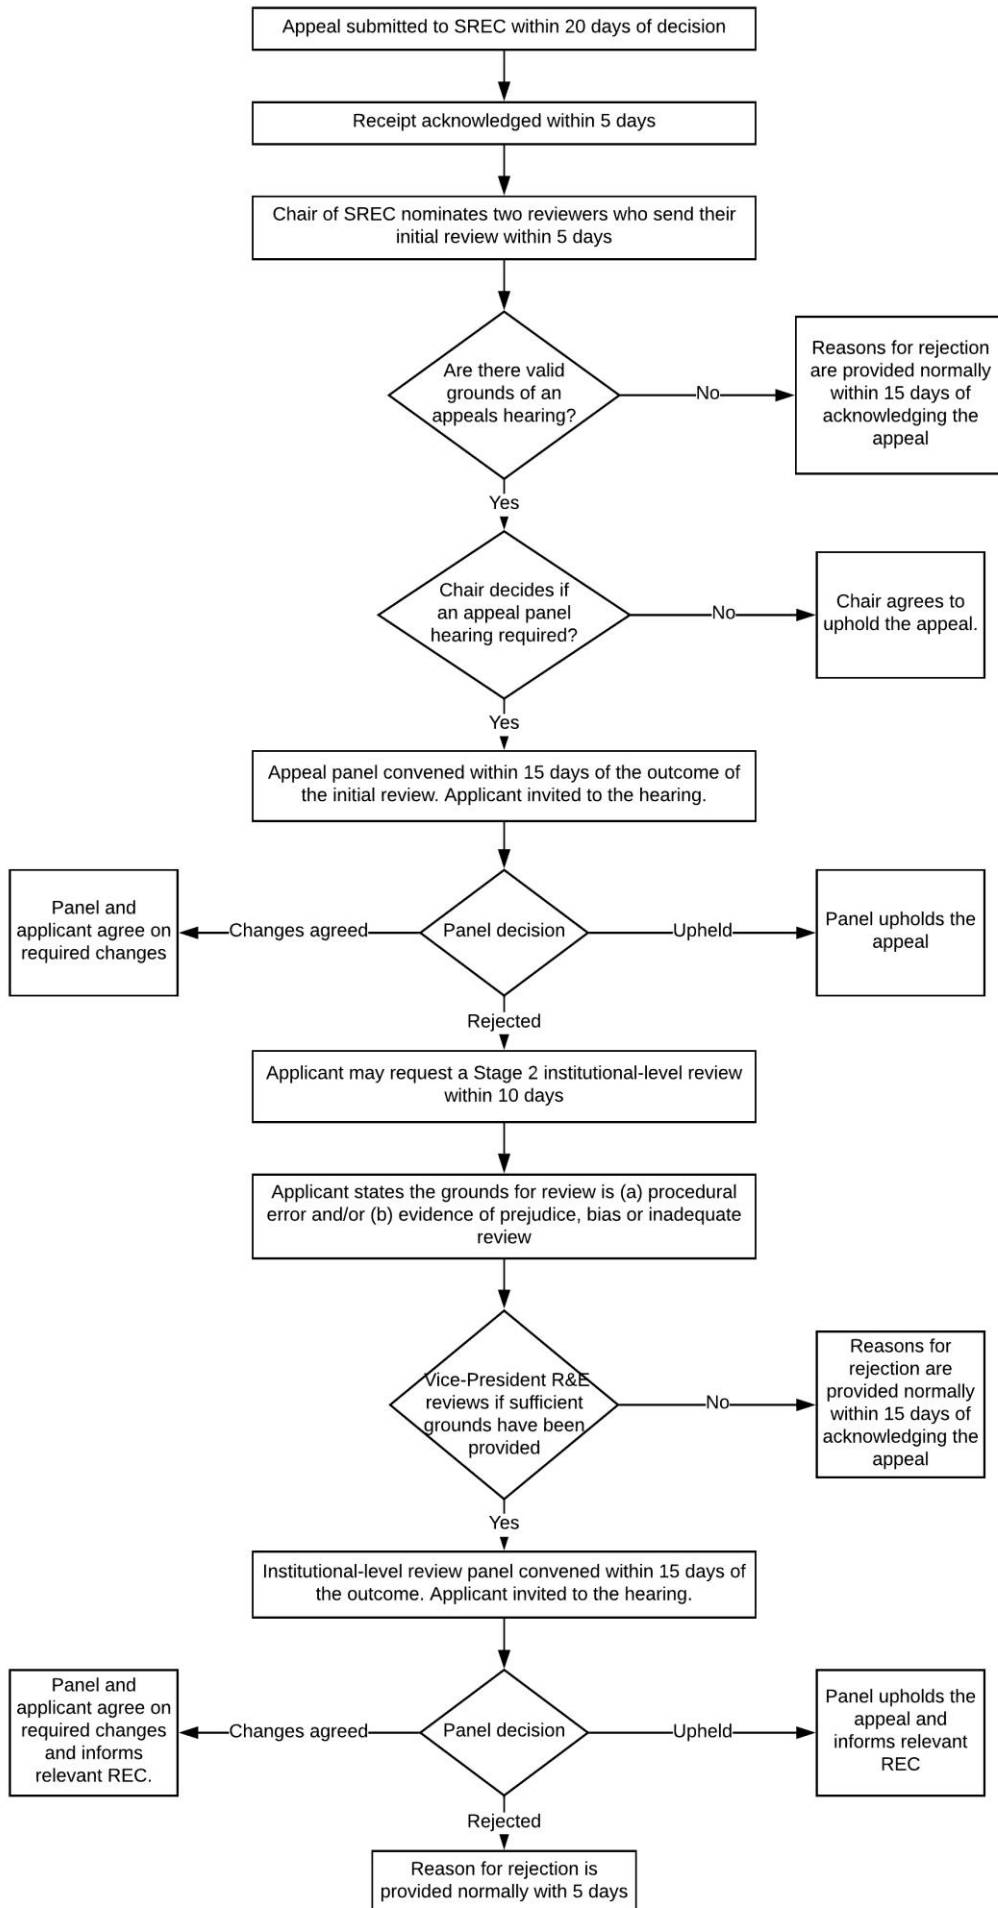 Appeal submitted to SREC within 20 days of decision
Receipt acknowledged within 5 days
Chair of SREC nominates two reviewers who send their
initial review within 5 days
Are there valid
grounds of an
appeals hearing?
No
Reasons for rejection
are provided normally
within 15 days of
acknowledging the
appeal
Yes
Chair decides if
an appeal panel
hearing required?
No
Chair agrees to
uphold the appeal.
Yes
Appeal panel convened within 15 days of the outcome of
the initial review. Applicant invited to the hearing.
Panel and
applicant agree on
required changes
Changes agreed
Panel decision
Upheld
Panel upholds the
appeal
Rejected
Applicant may request a Stage 2 institutional-level review
within 10 days
Applicant states the grounds for review is (a) procedural
error and/or (b) evidence of prejudice, bias or inadequate
review
Vice-President R&E
reviews if sufficient
grounds have been
provided
No
Reasons for
rejection are
provided normally
within 15 days of
acknowledging the
appeal
Yes
Institutional-level review panel convened within 15 days of
the outcome. Applicant invited to the hearing.
Panel and
applicant agree on
required changes
and informs
relevant REC.
Changes agreed
Panel decision
Upheld
Panel upholds the
appeal and
informs relevant
REC
Rejected
Reason for rejection is
provided normally with 5 days